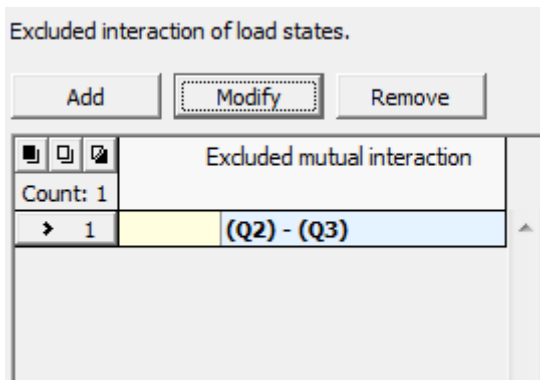 Excluded interaction of load states.
Add Modify Remove
Excluded mutual interaction
Count: 1
1 (Q2) - (Q3)